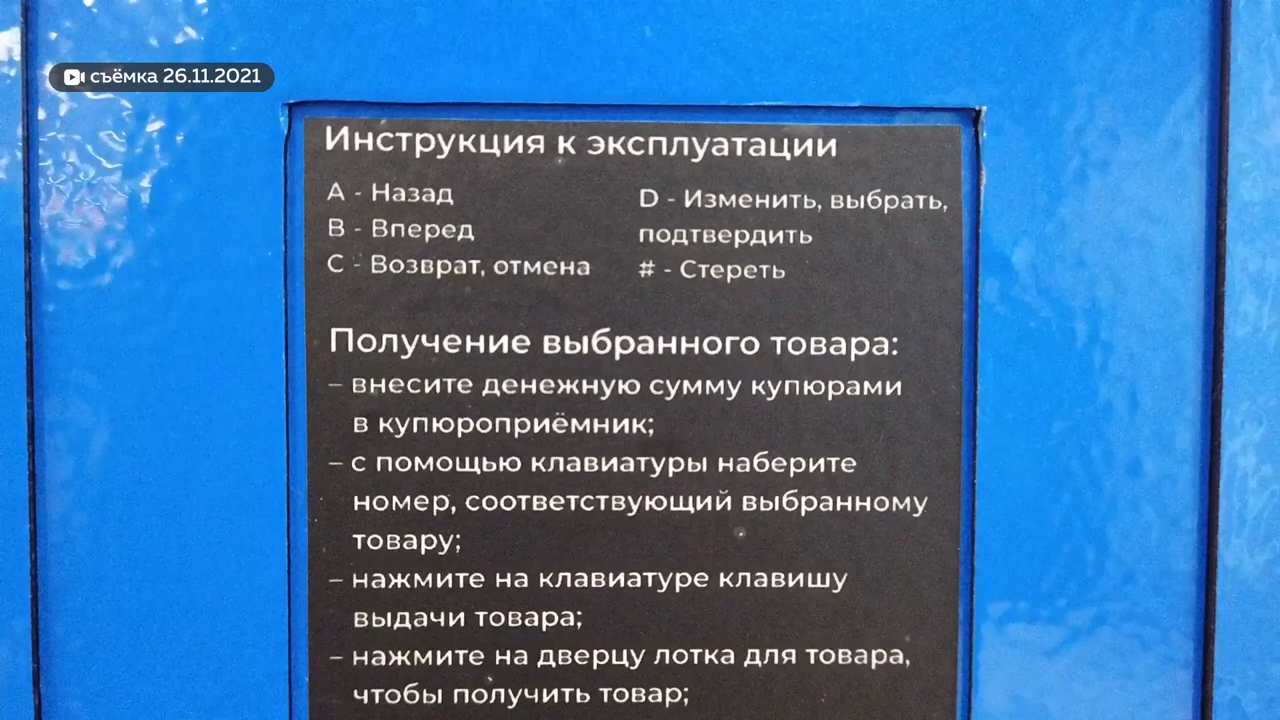 съёмка 26.11.2021
Инструкция к эксплуатации
A - Назад
B - Вперед
C - Возврат, отмена
D - Изменить, выбрать,
подтвердить
# - Стереть
Получение выбранного товара:
– внесите денежную сумму купюрами
в купюроприёмник;
– с помощью клавиатуры наберите
номер, соответствующий выбранному
товару;
– нажмите на клавиатуре клавишу
выдачи товара;
– нажмите на дверцу лотка для товара,
чтобы получить товар;